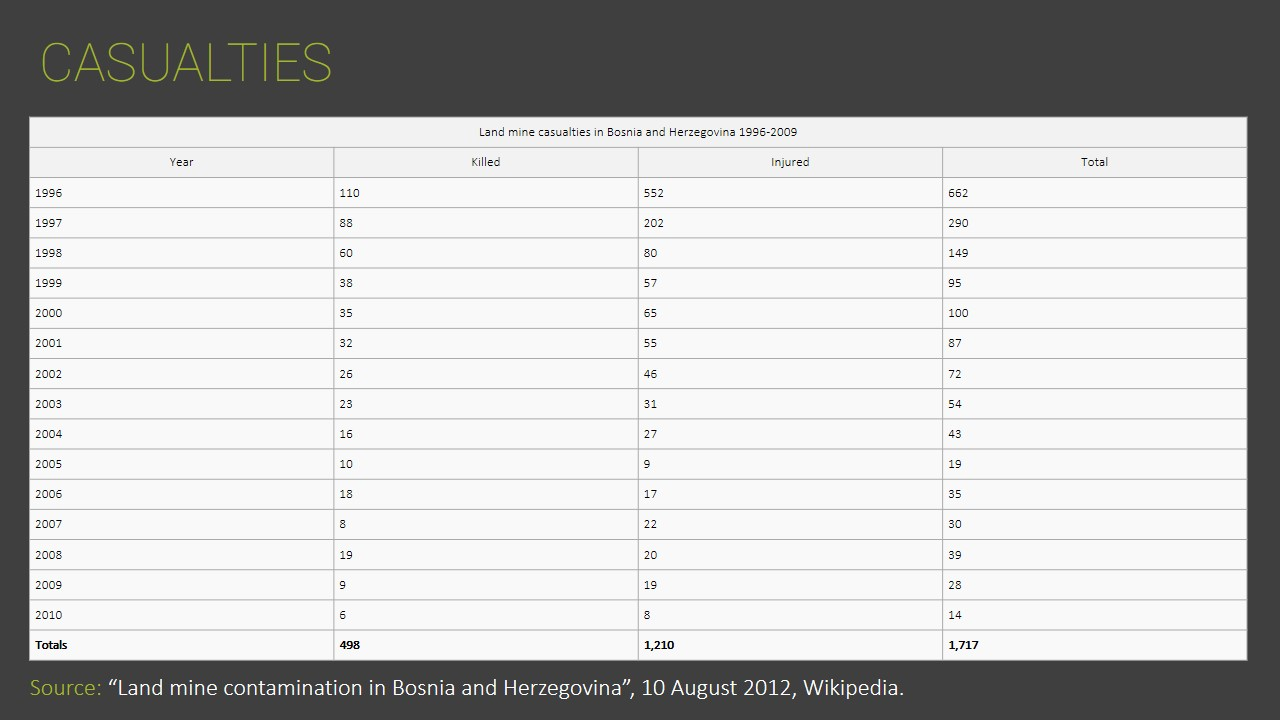 CASUALTIES
Land mine casualties in Bosnia and Herzegovina 1996-2009
Year Killed Injured Total
1996 110 552 662
1997 88 202 290
1998 60 80 149
1999 38 57 95
2000 35 65 100
2001 32 55 87
2002 26 46 72
2003 23 31 54
2004 16 27 43
2005 10 9 19
2006 18 17 35
2007 8 22 30
2008 19 20 39
2009 9 19 28
2010 6 8 14
Totals 498 1,210 1,717
Source: “Land mine contamination in Bosnia and Herzegovina”, 10 August 2012, Wikipedia.